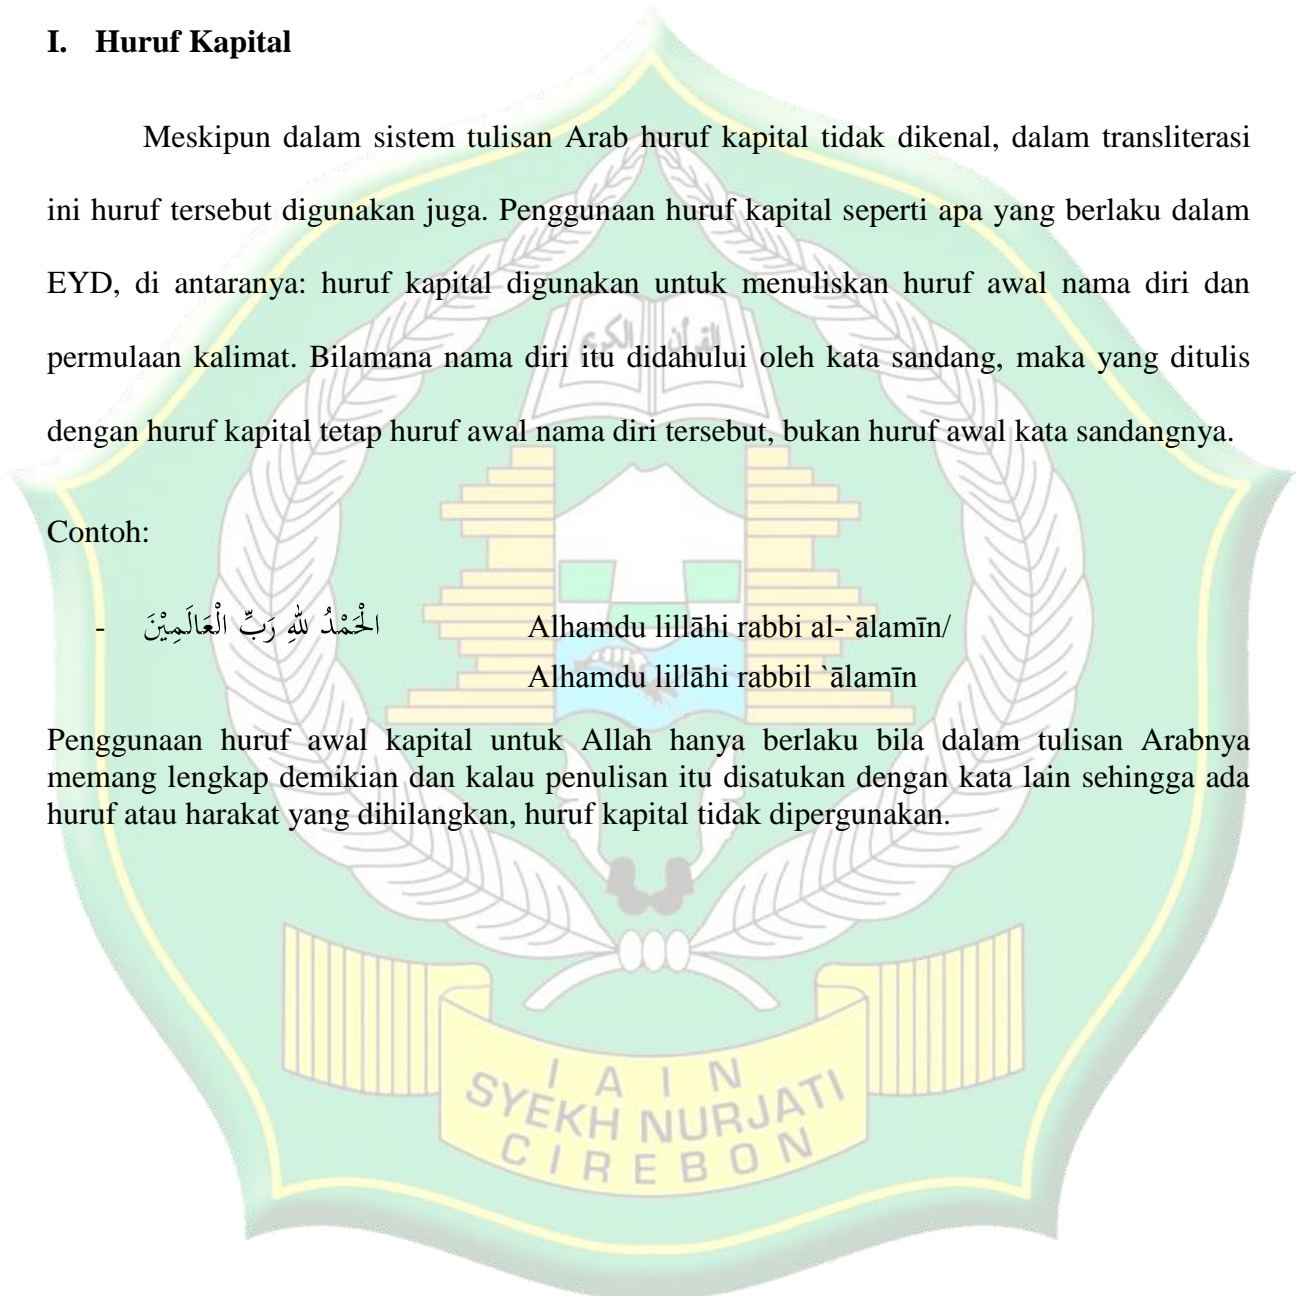 I. Huruf Kapital
Meskipun dalam sistem tulisan Arab huruf kapital tidak dikenal, dalam transliterasi
ini huruf tersebut digunakan juga. Penggunaan huruf kapital seperti apa yang berlaku dalam
EYD, di antaranya: huruf kapital digunakan untuk menuliskan huruf awal nama diri dan
القرأن الكريم
permulaan kalimat. Bilamana nama diri itu didahului oleh kata sandang, maka yang ditulis
dengan huruf kapital tetap huruf awal nama diri tersebut, bukan huruf awal kata sandangnya.
Contoh:
- الْحَمْدُ للهِ رَبِّ الْعَالَمِيْنَ Alhamdu lillāhi rabbi al-`ālamīn/
Alhamdu lillāhi rabbil `ālamīn
Penggunaan huruf awal kapital untuk Allah hanya berlaku bila dalam tulisan Arabnya
memang lengkap demikian dan kalau penulisan itu disatukan dengan kata lain sehingga ada
huruf atau harakat yang dihilangkan, huruf kapital tidak dipergunakan.
IAIN
SYEKH NURJATI
CIREBON